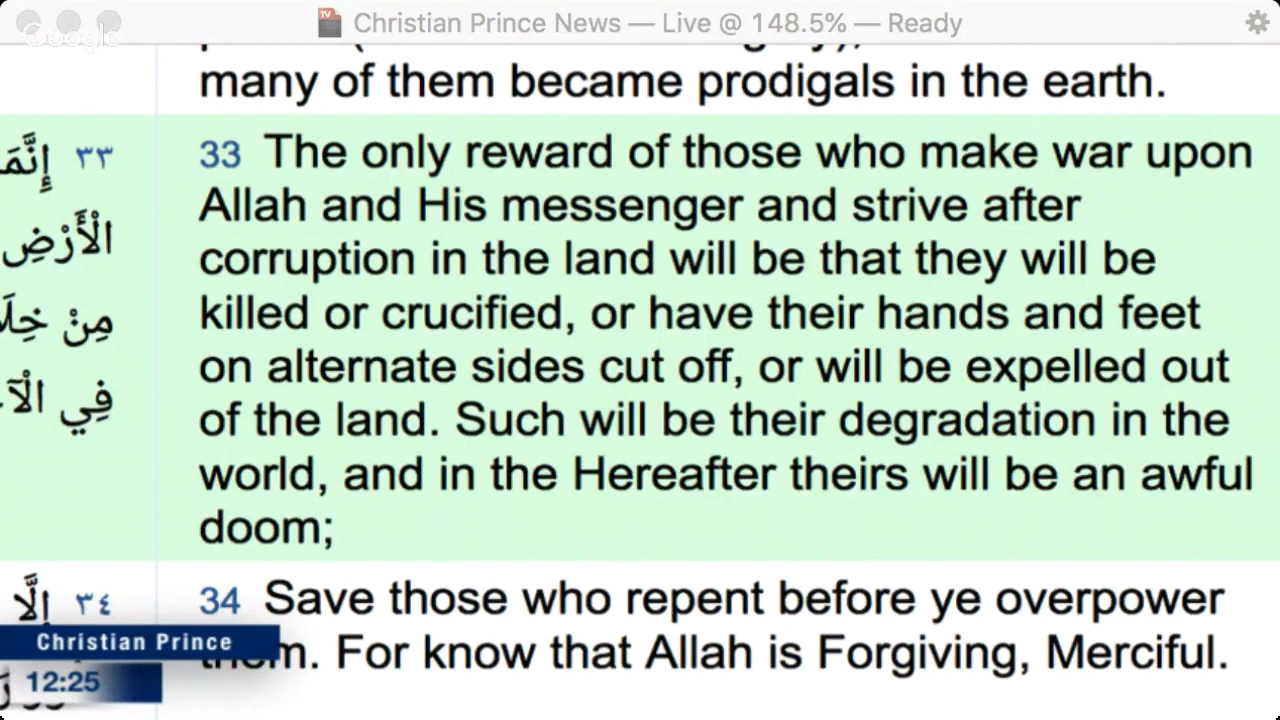 Christian Prince News — Live @ 148.5% — Ready
Google
many of them became prodigals in the earth.
33 The only reward of those who make war upon
Allah and His messenger and strive after
corruption in the land will be that they will be
killed or crucified, or have their hands and feet
on alternate sides cut off, or will be expelled out
of the land. Such will be their degradation in the
world, and in the Hereafter theirs will be an awful
doom;
34 Save those who repent before ye overpower
them. For know that Allah is Forgiving, Merciful.
٣٣
الْأَرْضِ
مِنْ
فِي
٣٤ إِلَّا
Christian Prince
12:25